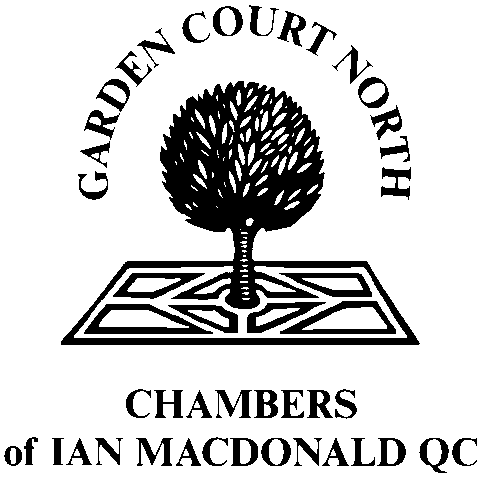 GARDEN COURT NORTH
CHAMBERS
of IAN MACDONALD QC